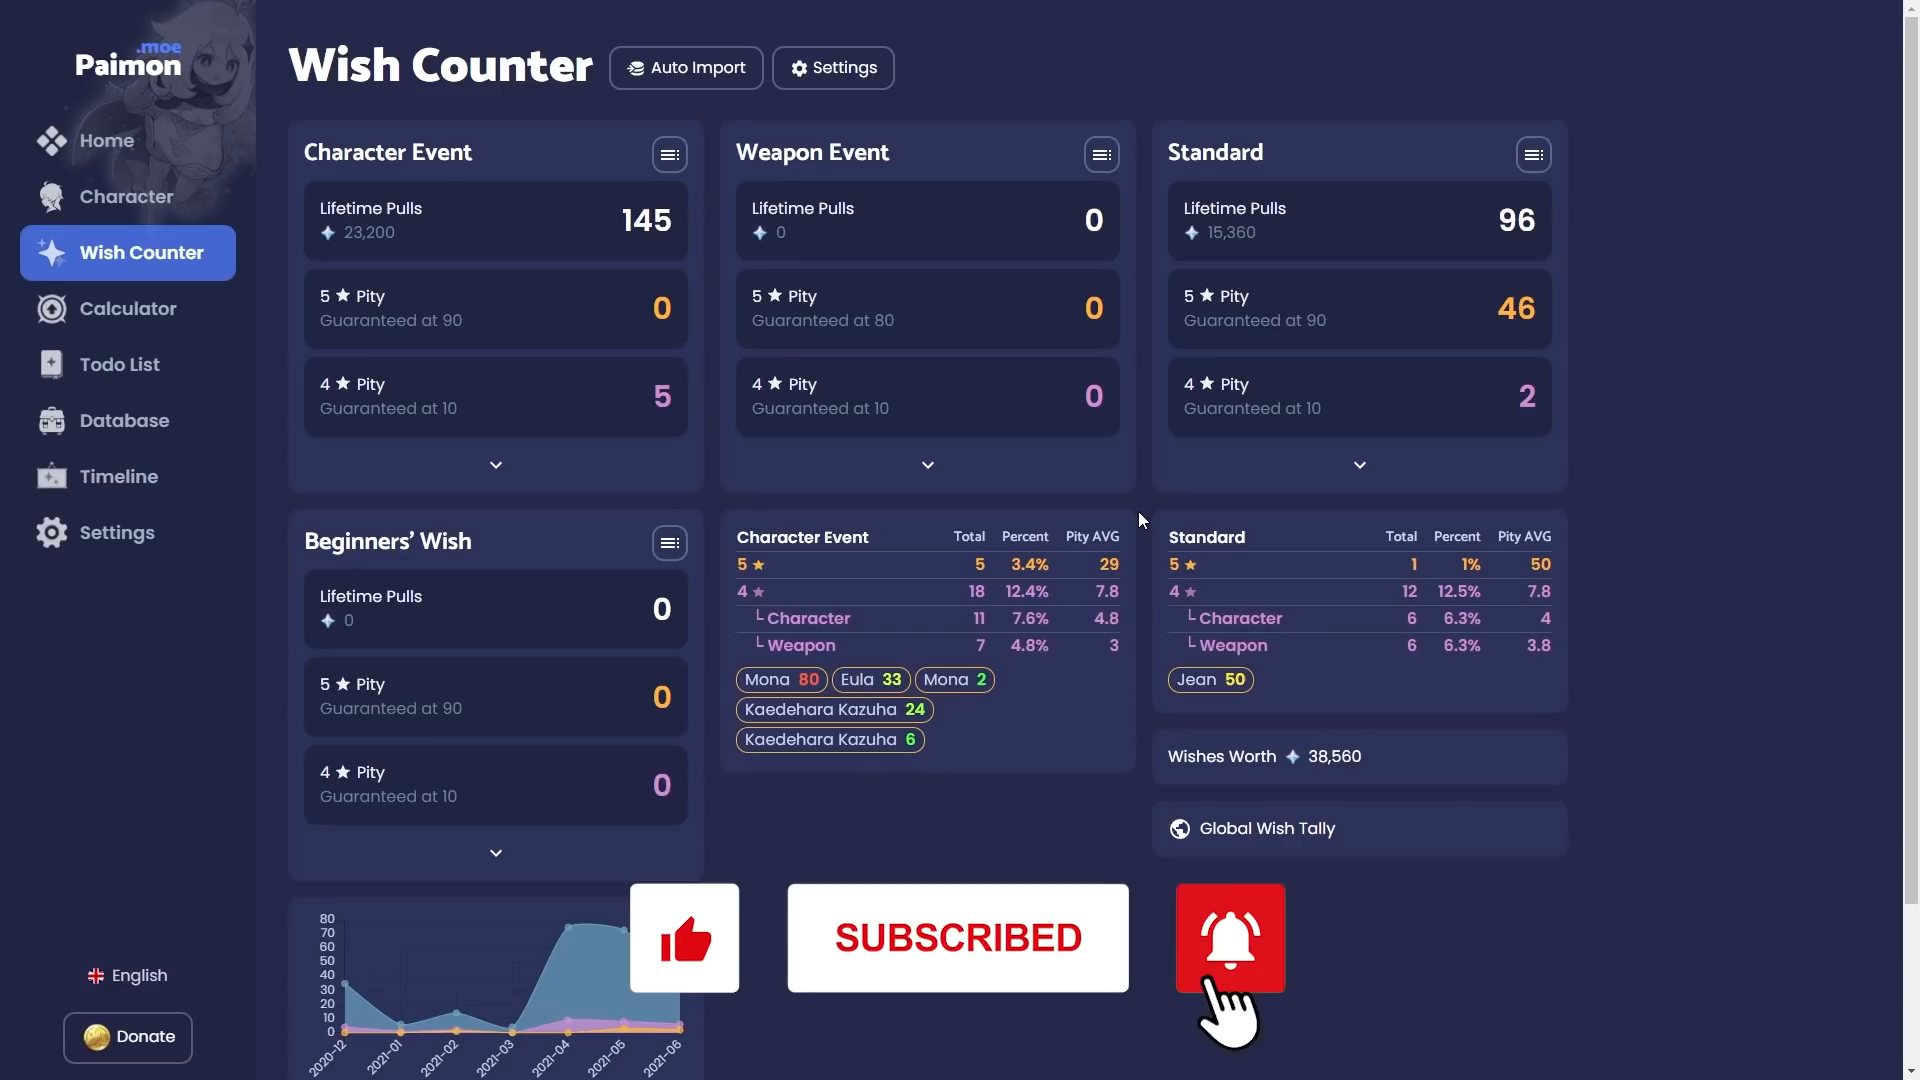 .moe
Paimon
Home
Character
Wish Counter
Calculator
Todo List
Database
Timeline
Settings
English
Donate
Wish Counter
Auto Import
Settings
Character Event
Lifetime Pulls
23,200
145
5 ★ Pity
Guaranteed at 90
0
4 ★ Pity
Guaranteed at 10
5
Weapon Event
Lifetime Pulls
0
0
5 ★ Pity
Guaranteed at 80
0
4 ★ Pity
Guaranteed at 10
0
Standard
Lifetime Pulls
15,360
96
5 ★ Pity
Guaranteed at 90
46
4 ★ Pity
Guaranteed at 10
2
Beginners' Wish
Lifetime Pulls
0
0
5 ★ Pity
Guaranteed at 90
0
4 ★ Pity
Guaranteed at 10
0
Character Event Total Percent Pity AVG
5 ★ 5 3.4% 29
4 ★ 18 12.4% 7.8
└ Character 11 7.6% 4.8
└ Weapon 7 4.8% 3
Mona 80 Eula 33 Mona 2
Kaedehara Kazuha 24
Kaedehara Kazuha 6
Standard Total Percent Pity AVG
5 ★ 1 1% 50
4 ★ 12 12.5% 7.8
└ Character 6 6.3% 4
└ Weapon 6 6.3% 3.8
Jean 50
Wishes Worth 38,560
Global Wish Tally
80
70
60
50
40
30
20
10
0
2020-12 2021-01 2021-02 2021-03 2021-04 2021-05 2021-06
SUBSCRIBED